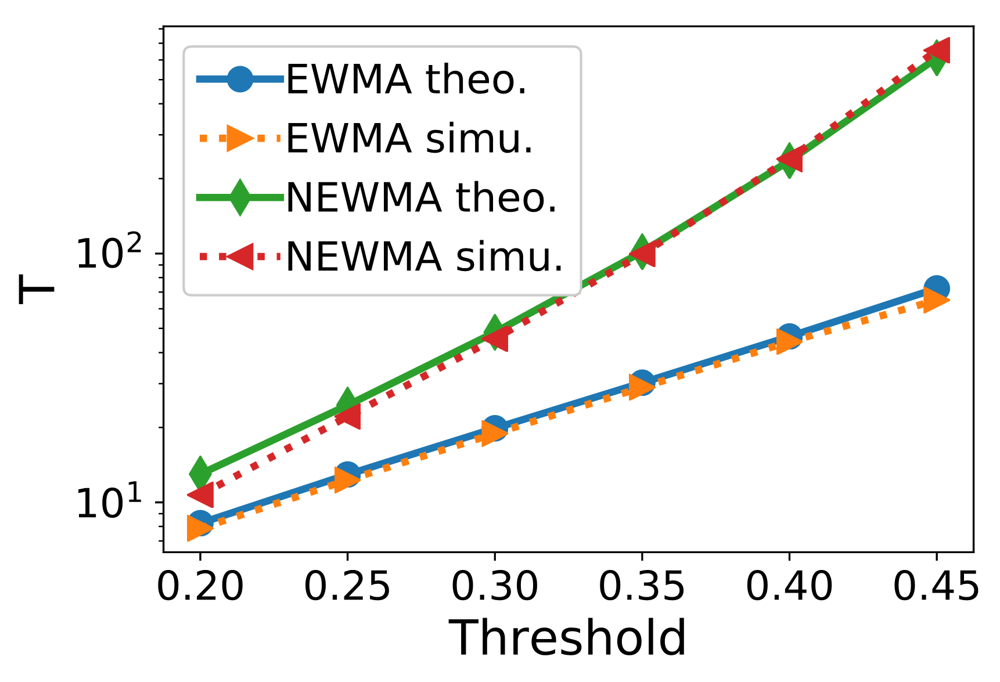 EWMA theo.
EWMA simu.
NEWMA theo.
NEWMA simu.
T
10²
10¹
0.20 0.25 0.30 0.35 0.40 0.45
Threshold